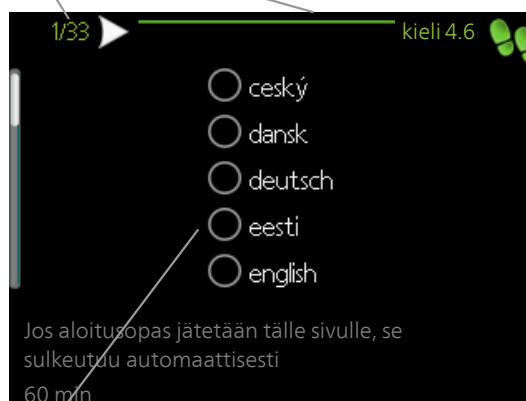 1/33
kieli 4.6
ceský
dansk
deutsch
eesti
english
Jos aloitusopas jätetään tälle sivulle, se
sulkeutuu automaattisesti
60 min